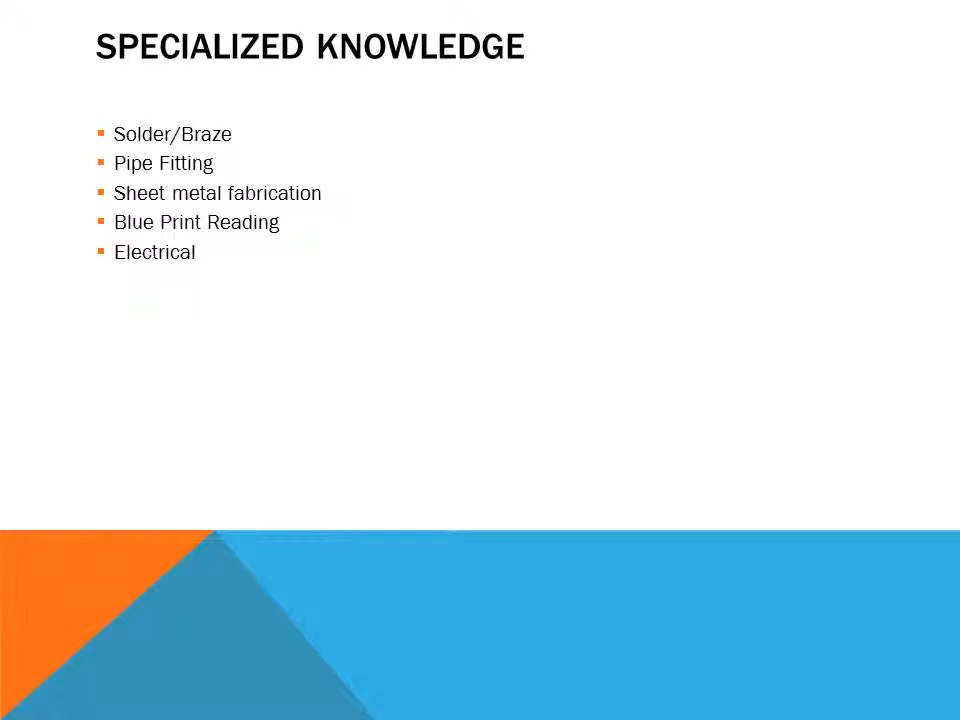 SPECIALIZED KNOWLEDGE
Solder/Braze
Pipe Fitting
Sheet metal fabrication
Blue Print Reading
Electrical